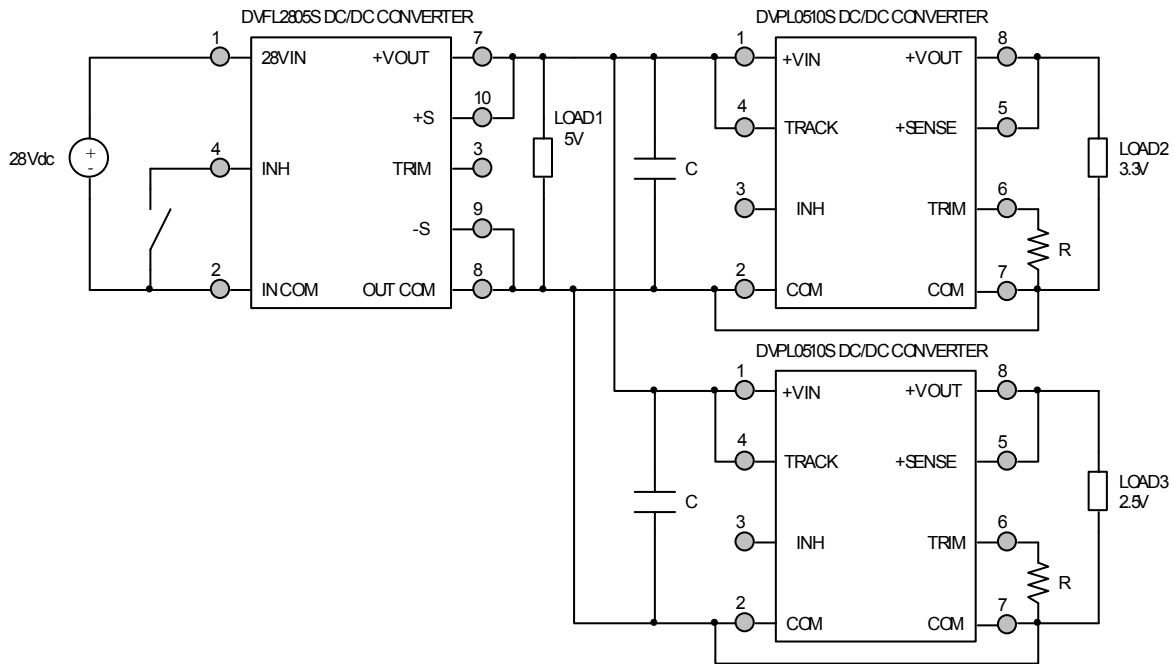 DVFL2805S DC/DC CONVERTER
1
28VIN
+VOUT
7
+S
10
4
INH
TRIM
3
-S
9
2
IN COM
OUT COM
8
28Vdc
+
-
LOAD1
5V
C
DVPL0510S DC/DC CONVERTER
1
+VIN
+VOUT
8
4
TRACK
+SENSE
5
3
INH
TRIM
6
2
COM
COM
7
R
LOAD2
3.3V
DVPL0510S DC/DC CONVERTER
1
+VIN
+VOUT
8
4
TRACK
+SENSE
5
C
3
INH
TRIM
6
2
COM
COM
7
R
LOAD3
2.5V